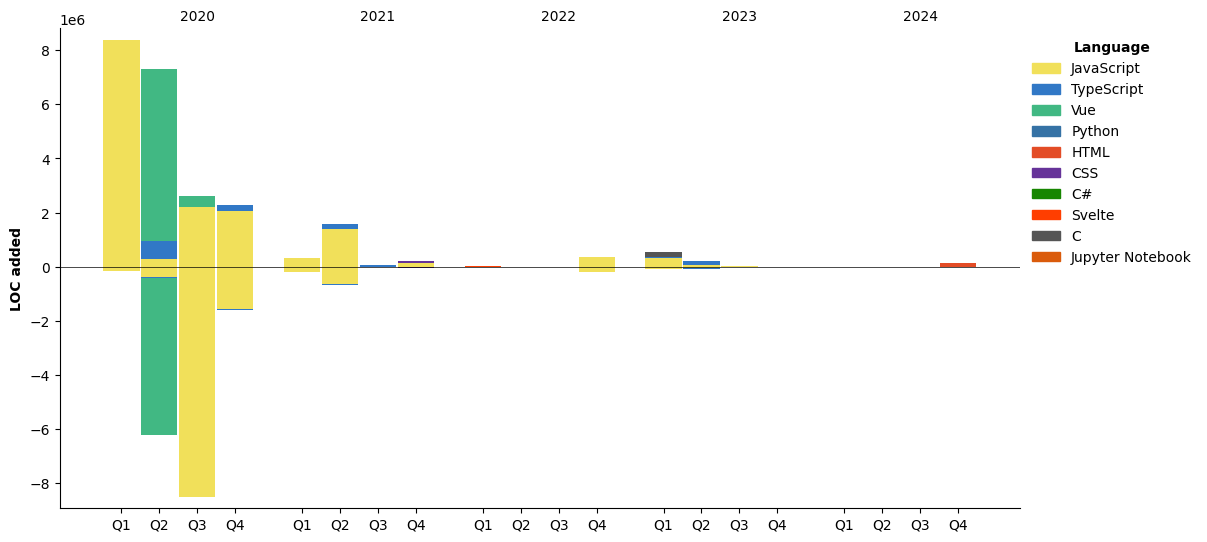 1e6
2020 2021 2022 2023 2024
8
6
4
2
0
−2
−4
−6
−8
LOC added
Q1 Q2 Q3 Q4 Q1 Q2 Q3 Q4 Q1 Q2 Q3 Q4 Q1 Q2 Q3 Q4 Q1 Q2 Q3 Q4
Language
JavaScript
TypeScript
Vue
Python
HTML
CSS
C#
Svelte
C
Jupyter Notebook